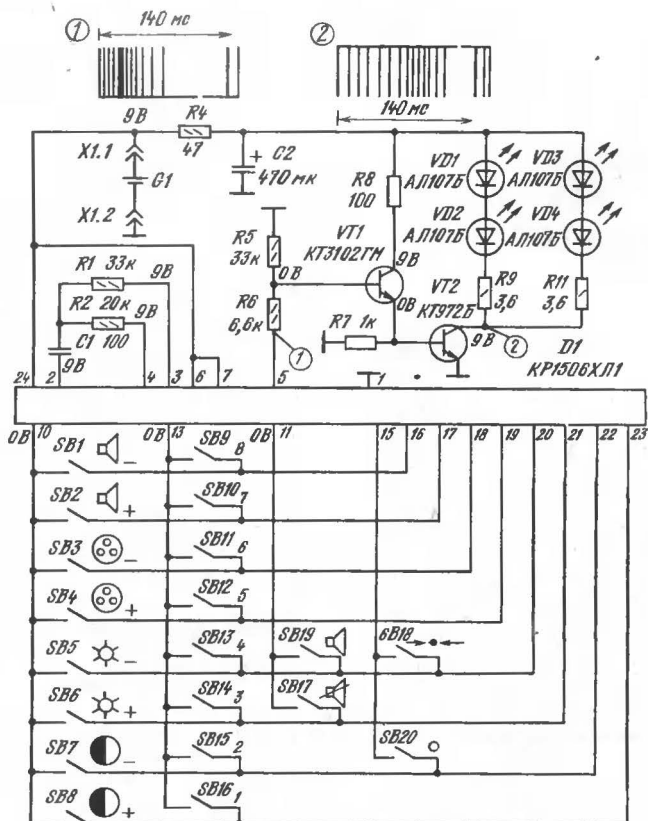 ① 140 мс
② 140 мс
9В R4
47
X1.1
G1
X1.2
+ C2
470 мк
R8
100
VD1
АЛ107Б
VD3
АЛ107Б
VD2
АЛ107Б
VD4
АЛ107Б
R5
33к
0В
VT1
КТ3102ГМ
9В
0В
VT2
КТ972Б
R9
3,6
R11
3,6
R1 33к 9В
R2 20к 9В
C1 100
9В
R6
6,6к
①
R7 1к
9В
②
D1
КР1506ХЛ1
24 2 4 3 6 7 5 1
0В 10 0В 13 0В 11 15 16 17 18 19 20 21 22 23
SB1 − SB9 8
SB2 + SB10 7
SB3 − SB11 6
SB4 + SB12 5
SB5 − SB13 4 SB19 6В18
SB6 + SB14 3 SB17
SB7 − SB15 2 SB20
SB8 + SB16 1